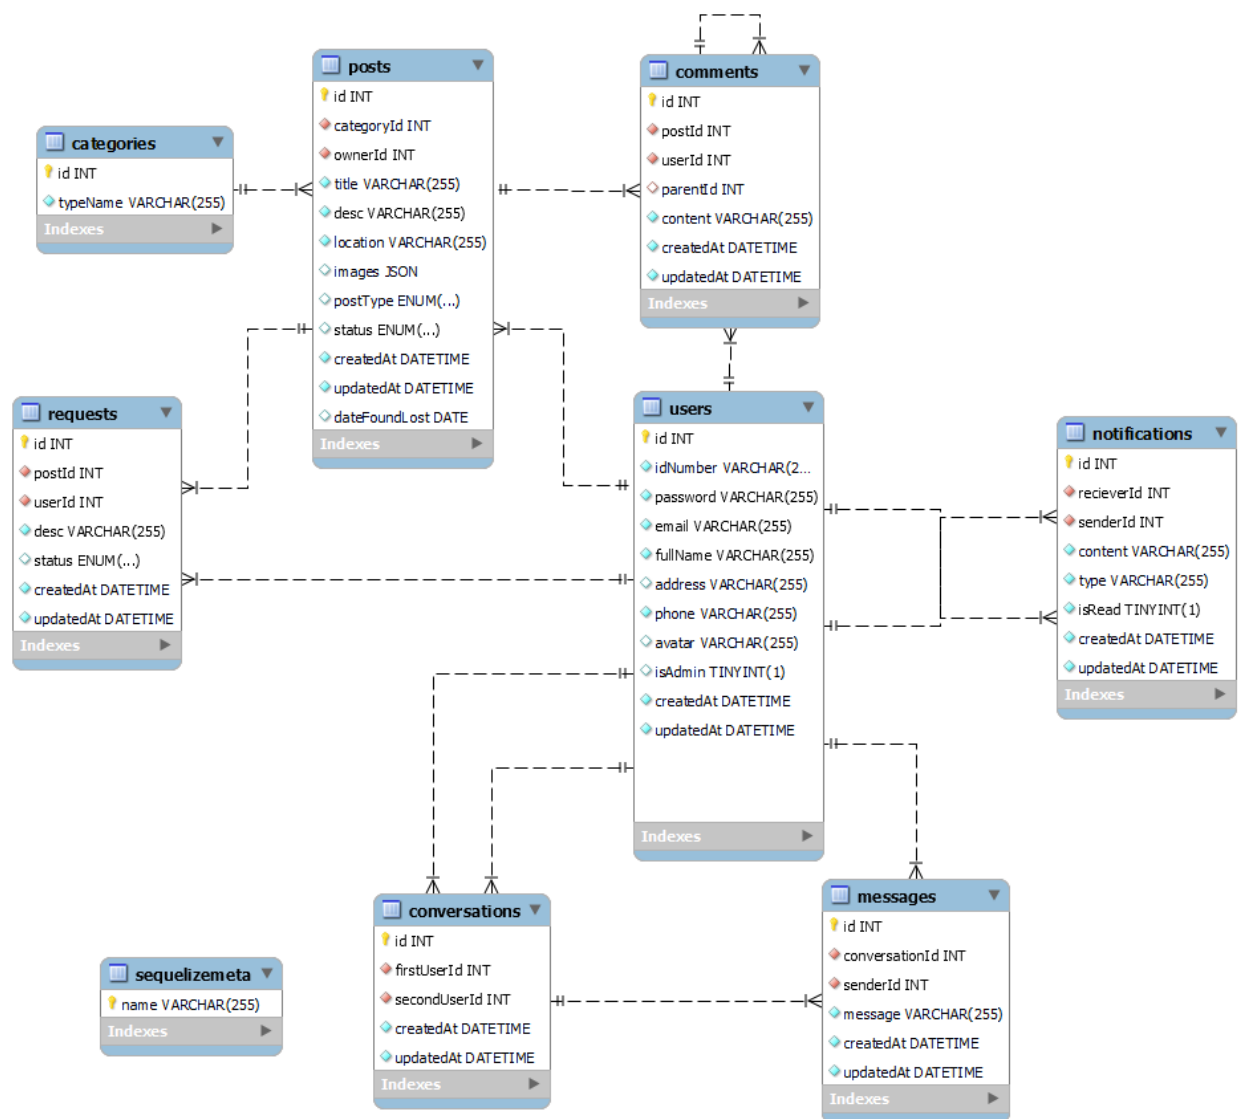 posts
id INT
categoryId INT
ownerId INT
title VARCHAR(255)
desc VARCHAR(255)
location VARCHAR(255)
images JSON
postType ENUM(...)
status ENUM(...)
createdAt DATETIME
updatedAt DATETIME
dateFoundLost DATE
Indexes
comments
id INT
postId INT
userId INT
parentId INT
content VARCHAR(255)
createdAt DATETIME
updatedAt DATETIME
Indexes
categories
id INT
typeName VARCHAR(255)
Indexes
requests
id INT
postId INT
userId INT
desc VARCHAR(255)
status ENUM(...)
createdAt DATETIME
updatedAt DATETIME
Indexes
users
id INT
idNumber VARCHAR(2...
password VARCHAR(255)
email VARCHAR(255)
fullName VARCHAR(255)
address VARCHAR(255)
phone VARCHAR(255)
avatar VARCHAR(255)
isAdmin TINYINT(1)
createdAt DATETIME
updatedAt DATETIME
Indexes
notifications
id INT
recieverId INT
senderId INT
content VARCHAR(255)
type VARCHAR(255)
isRead TINYINT(1)
createdAt DATETIME
updatedAt DATETIME
Indexes
conversations
id INT
firstUserId INT
secondUserId INT
createdAt DATETIME
updatedAt DATETIME
Indexes
messages
id INT
conversationId INT
senderId INT
message VARCHAR(255)
createdAt DATETIME
updatedAt DATETIME
Indexes
sequelizemeta
name VARCHAR(255)
Indexes